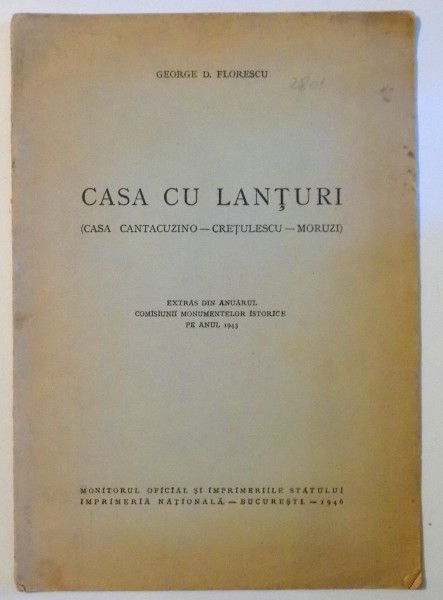 GEORGE D. FLORESCU
CASA CU LANŢURI
(CASA CANTACUZINO — CREŢULESCU — MORUZI)
EXTRAS DIN ANUARUL
COMISIUNII MONUMENTELOR ISTORICE
PE ANUL 1943
MONITORUL OFICIAL ŞI IMPRIMERIILE STATULUI
IMPRIMERIA NAŢIONALĂ — BUCUREŞTI — 1946